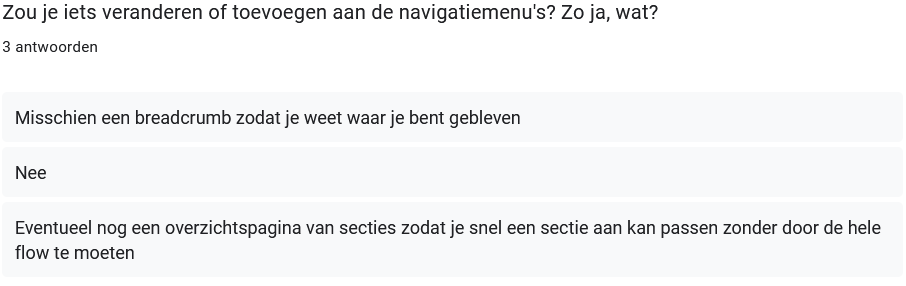 Zou je iets veranderen of toevoegen aan de navigatiemenu's? Zo ja, wat?
3 antwoorden
Misschien een breadcrumb zodat je weet waar je bent gebleven
Nee
Eventueel nog een overzichtspagina van secties zodat je snel een sectie aan kan passen zonder door de hele
flow te moeten